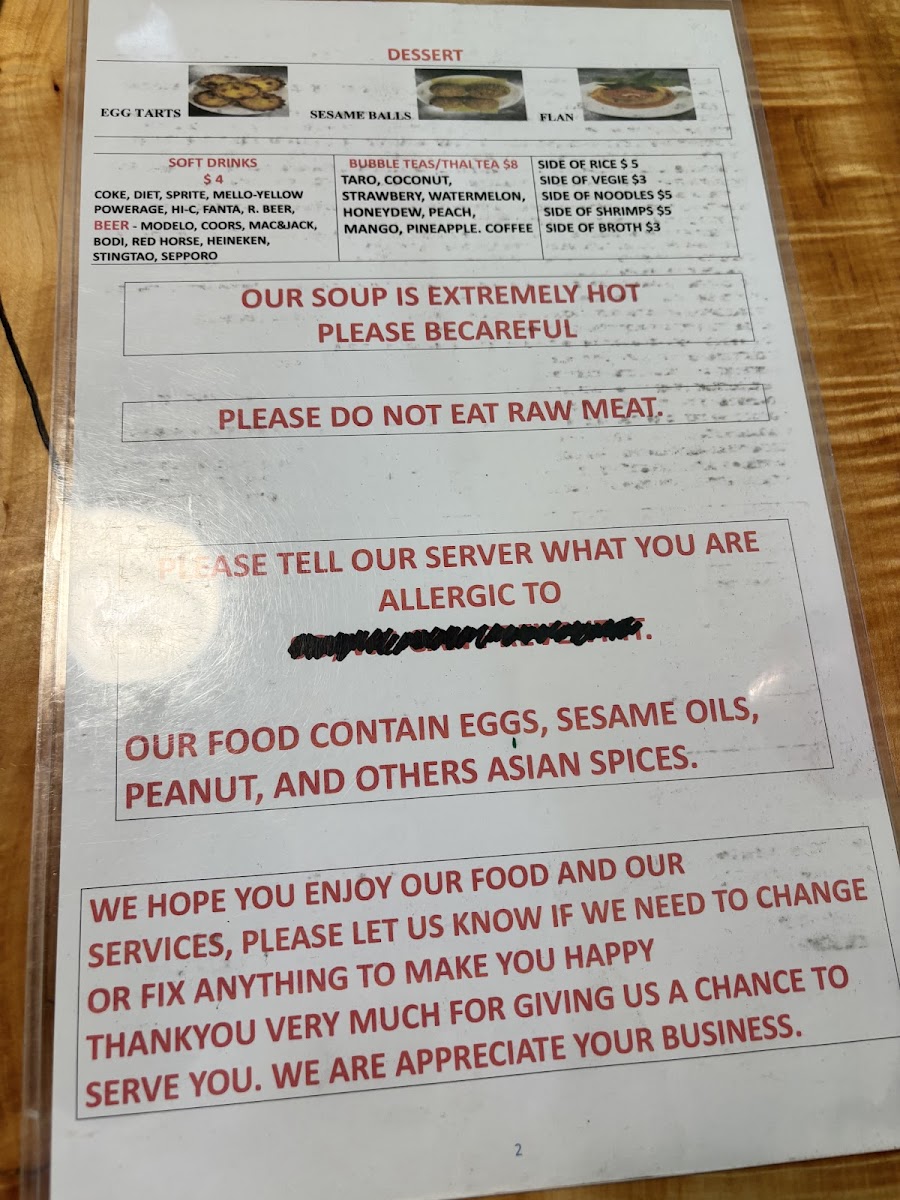 DESSERT
EGG TARTS
SESAME BALLS
FLAN
SOFT DRINKS
$ 4
COKE, DIET, SPRITE, MELLO-YELLOW
POWERAGE, HI-C, FANTA, R. BEER,
BEER - MODELO, COORS, MAC&JACK,
BODI, RED HORSE, HEINEKEN,
STINGTAO, SEPPORO
BUBBLE TEAS/THAI TEA $8
TARO, COCONUT,
STRAWBERY, WATERMELON,
HONEYDEW, PEACH,
MANGO, PINEAPPLE. COFFEE
SIDE OF RICE $ 5
SIDE OF VEGIE $3
SIDE OF NOODLES $5
SIDE OF SHRIMPS $5
SIDE OF BROTH $3
OUR SOUP IS EXTREMELY HOT
PLEASE BECAREFUL
PLEASE DO NOT EAT RAW MEAT.
PLEASE TELL OUR SERVER WHAT YOU ARE
ALLERGIC TO
OUR FOOD CONTAIN EGGS, SESAME OILS,
PEANUT, AND OTHERS ASIAN SPICES.
WE HOPE YOU ENJOY OUR FOOD AND OUR
SERVICES, PLEASE LET US KNOW IF WE NEED TO CHANGE
OR FIX ANYTHING TO MAKE YOU HAPPY
THANKYOU VERY MUCH FOR GIVING US A CHANCE TO
SERVE YOU. WE ARE APPRECIATE YOUR BUSINESS.
2